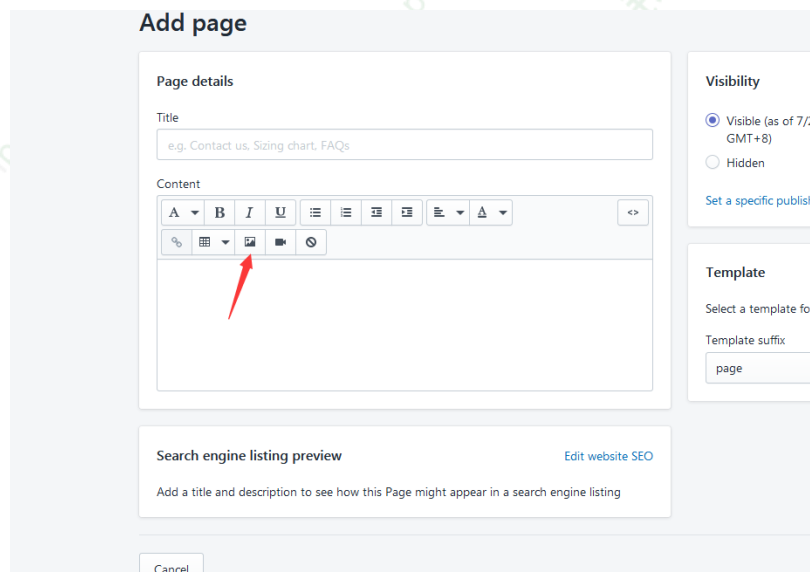 Add page
Page details
Title
e.g. Contact us, Sizing chart, FAQs
Content
A B I U A <>
Search engine listing preview
Edit website SEO
Add a title and description to see how this Page might appear in a search engine listing
Cancel
Visibility
Visible (as of 7/2
GMT+8)
Hidden
Set a specific publish
Template
Select a template fo
Template suffix
page